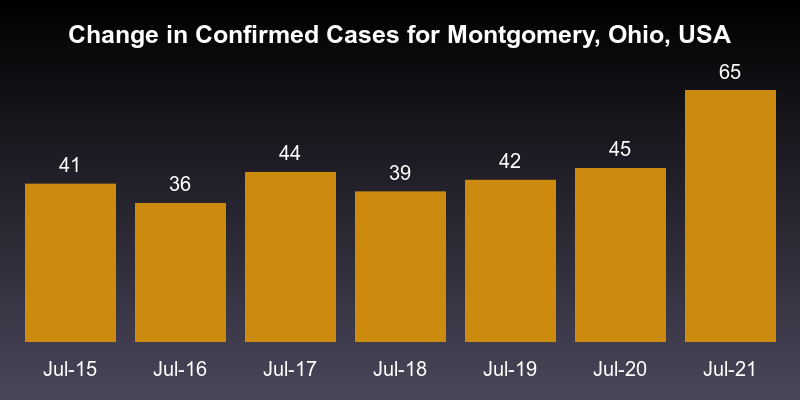 Change in Confirmed Cases for Montgomery, Ohio, USA
41
36
44
39
42
45
65
Jul-15
Jul-16
Jul-17
Jul-18
Jul-19
Jul-20
Jul-21